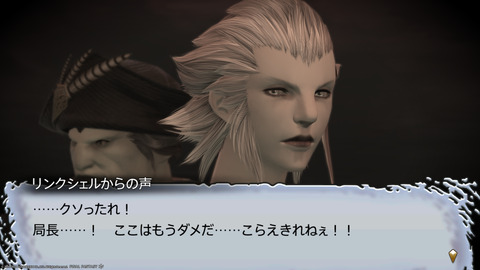 リンクシェルからの声
……クソったれ！
局長……！　ここはもうダメだ……こらえきれねぇ！！